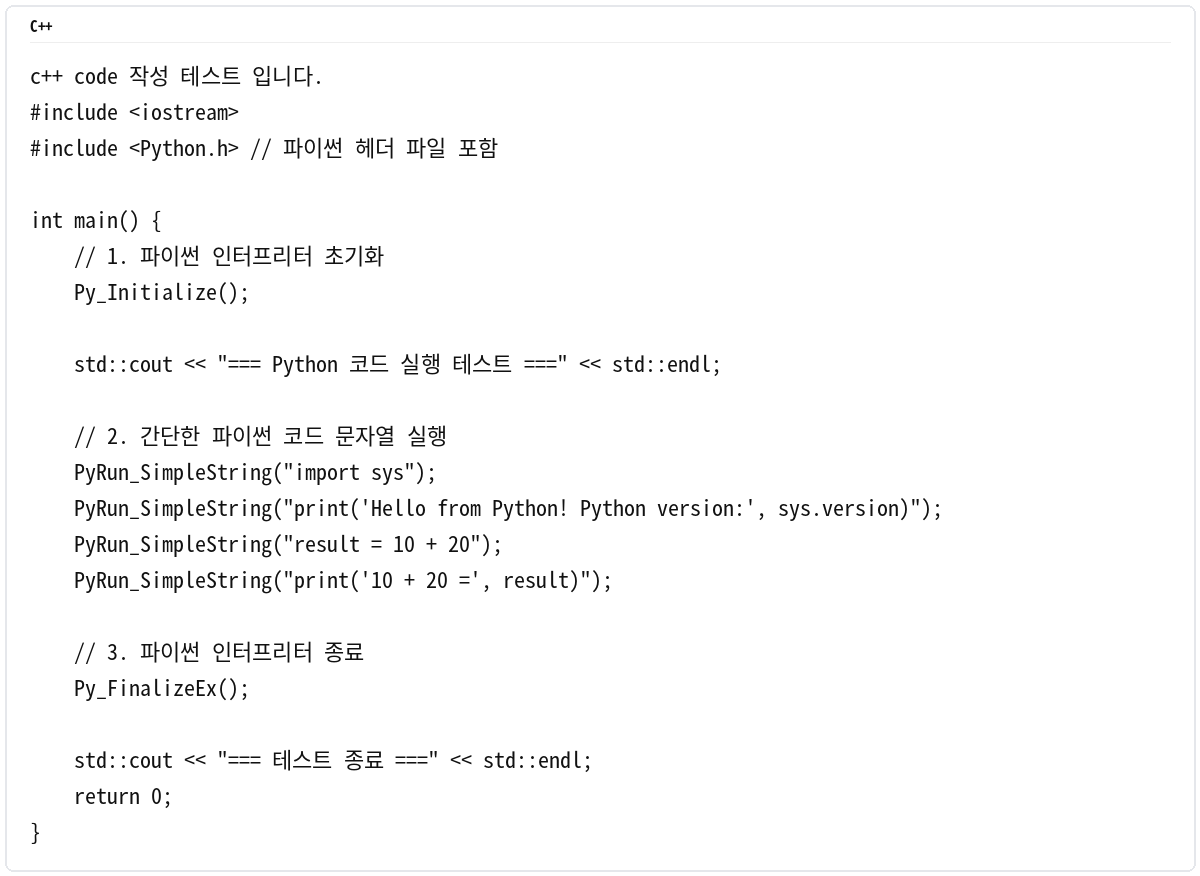 C++
c++ code 작성 테스트 입니다.
#include <iostream>
#include <Python.h> // 파이썬 헤더 파일 포함

int main() {
    // 1. 파이썬 인터프리터 초기화
    Py_Initialize();

    std::cout << "=== Python 코드 실행 테스트 ===" << std::endl;

    // 2. 간단한 파이썬 코드 문자열 실행
    PyRun_SimpleString("import sys");
    PyRun_SimpleString("print('Hello from Python! Python version:', sys.version)");
    PyRun_SimpleString("result = 10 + 20");
    PyRun_SimpleString("print('10 + 20 =', result)");

    // 3. 파이썬 인터프리터 종료
    Py_FinalizeEx();

    std::cout << "=== 테스트 종료 ===" << std::endl;
    return 0;
}